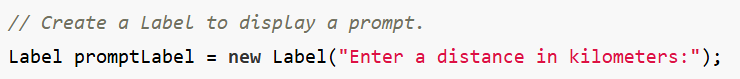 // Create a Label to display a prompt.
Label promptLabel = new Label("Enter a distance in kilometers:");